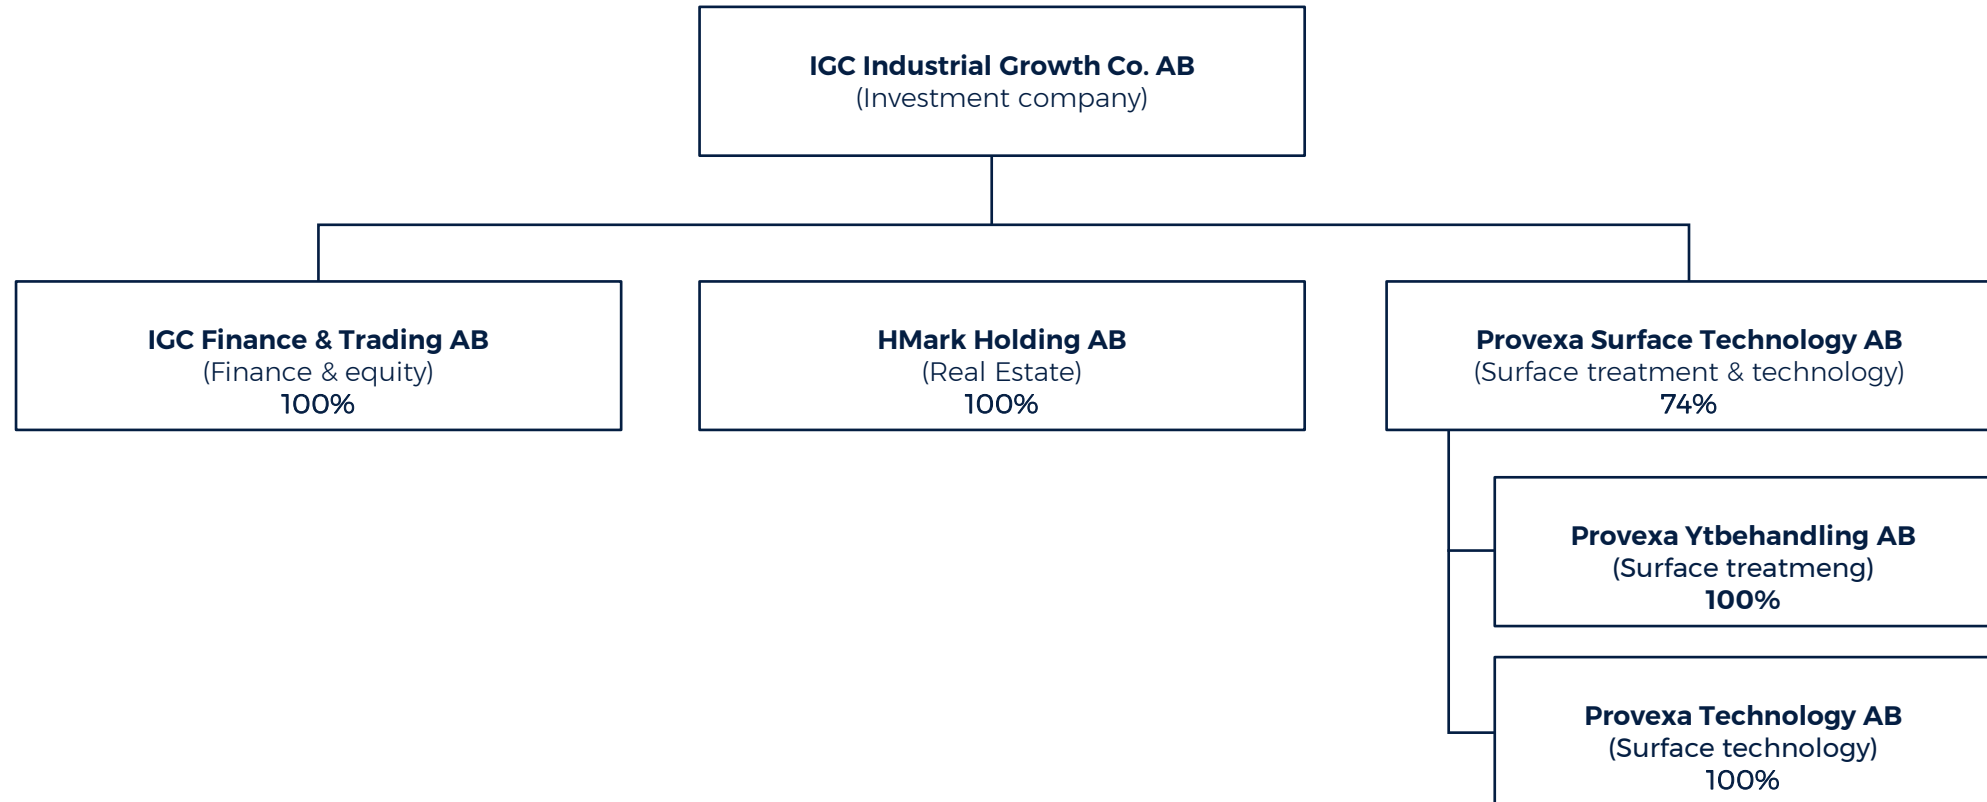 IGC Industrial Growth Co. AB
(Investment company)
IGC Finance & Trading AB
(Finance & equity)
100%
HMark Holding AB
(Real Estate)
100%
Provexa Surface Technology AB
(Surface treatment & technology)
74%
Provexa Ytbehandling AB
(Surface treatmeng)
100%
Provexa Technology AB
(Surface technology)
100%